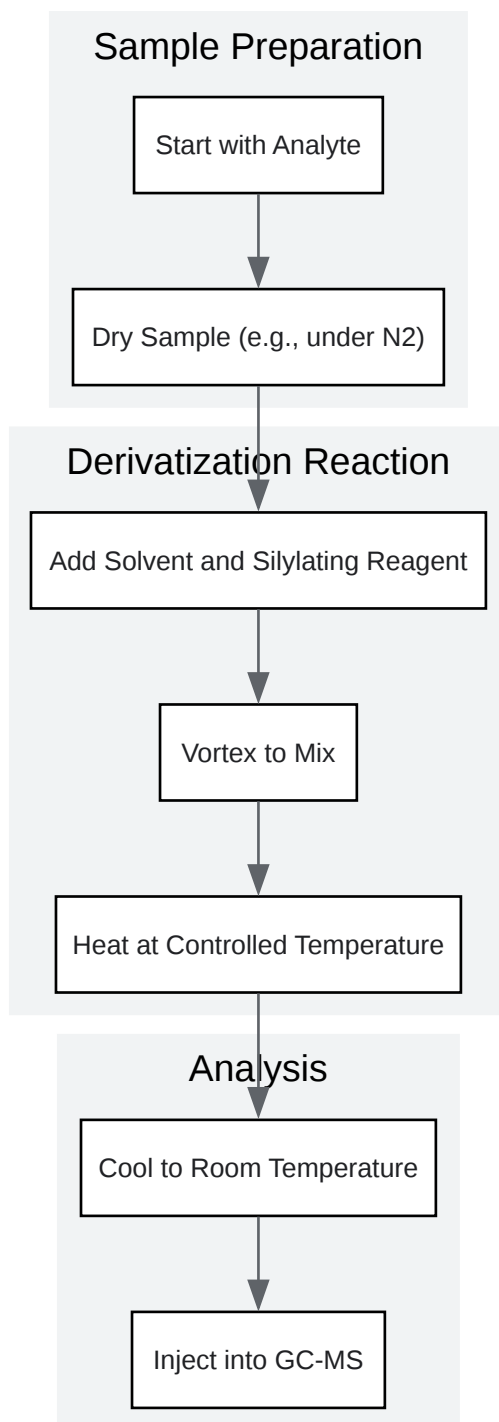 Sample Preparation
Start with Analyte
Dry Sample (e.g., under N2)
Derivatization Reaction
Add Solvent and Silylating Reagent
Vortex to Mix
Heat at Controlled Temperature
Analysis
Cool to Room Temperature
Inject into GC-MS